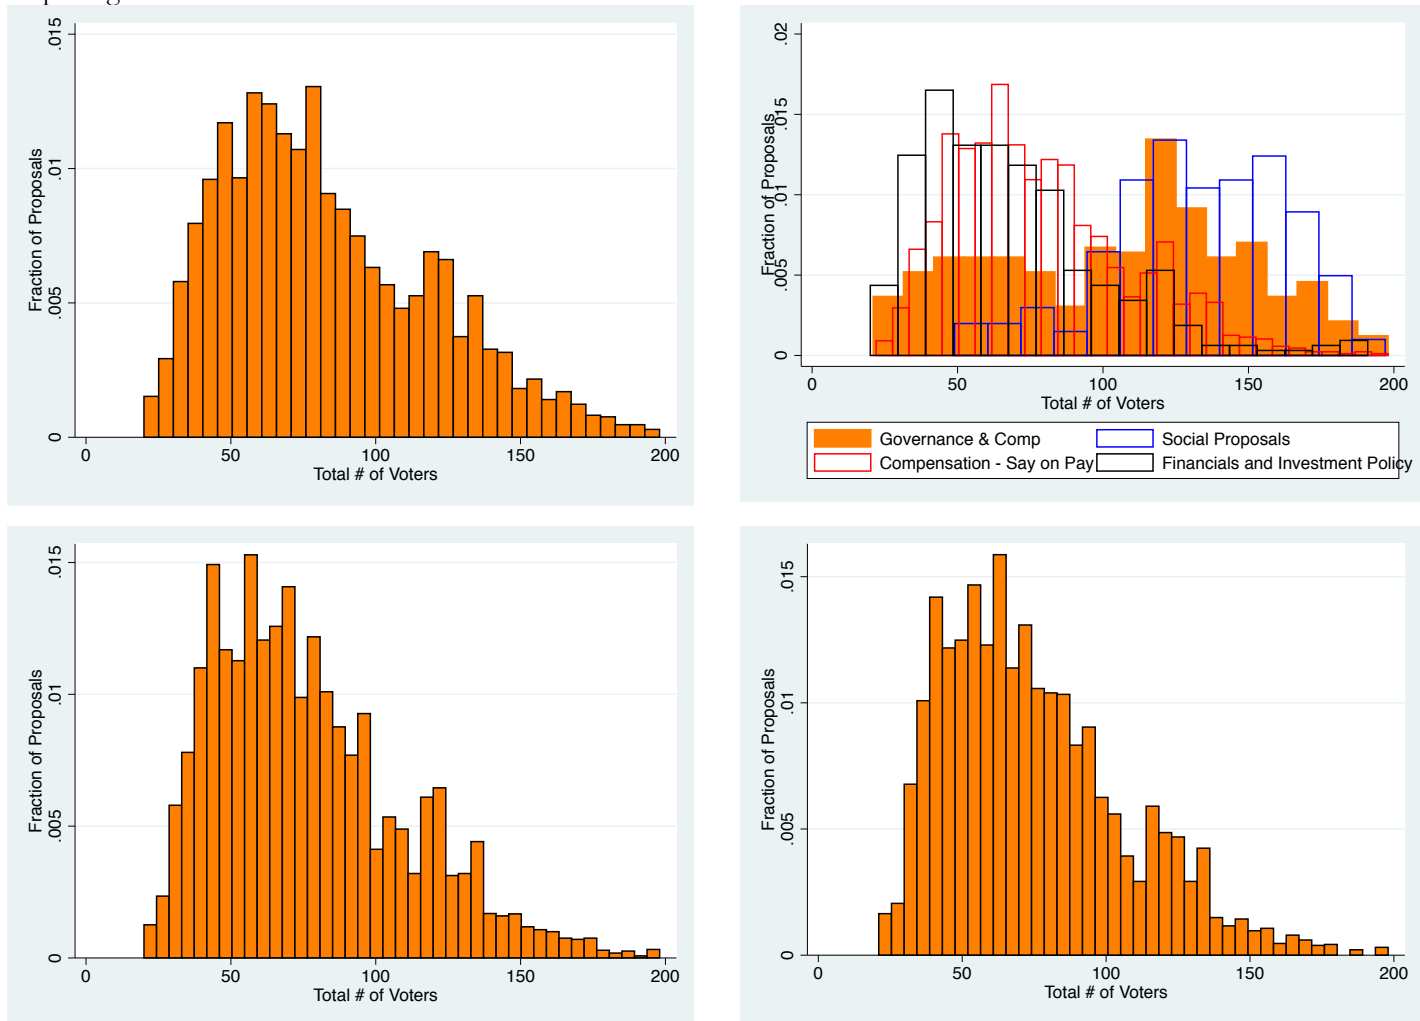 .015
.01
.005
0
Fraction of Proposals
0 50 100 150 200
Total # of Voters
.02
.015
.01
.005
0
Fraction of Proposals
0 50 100 150 200
Total # of Voters
Governance & Comp Social Proposals
Compensation - Say on Pay Financials and Investment Policy
.015
.01
.005
0
Fraction of Proposals
0 50 100 150 200
Total # of Voters
.015
.01
.005
0
Fraction of Proposals
0 50 100 150 200
Total # of Voters